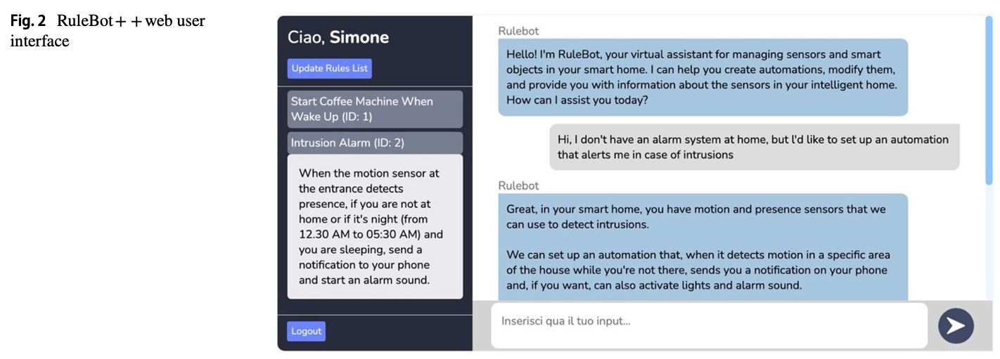 Fig. 2 RuleBot+ + web user
interface
Ciao, Simone
Update Rules List
Start Coffee Machine When
Wake Up (ID: 1)
Intrusion Alarm (ID: 2)
When the motion sensor at
the entrance detects
presence, if you are not at
home or if it's night (from
12.30 AM to 05:30 AM) and
you are sleeping, send a
notification to your phone
and start an alarm sound.
Logout
Rulebot
Hello! I'm RuleBot, your virtual assistant for managing sensors and smart
objects in your smart home. I can help you create automations, modify them,
and provide you with information about the sensors in your intelligent home.
How can I assist you today?
Hi, I don't have an alarm system at home, but I'd like to set up an automation
that alerts me in case of intrusions
Rulebot
Great, in your smart home, you have motion and presence sensors that we
can use to detect intrusions.
We can set up an automation that, when it detects motion in a specific area
of the house while you're not there, sends you a notification on your phone
and, if you want, can also activate lights and alarm sound.
Inserisci qua il tuo input...